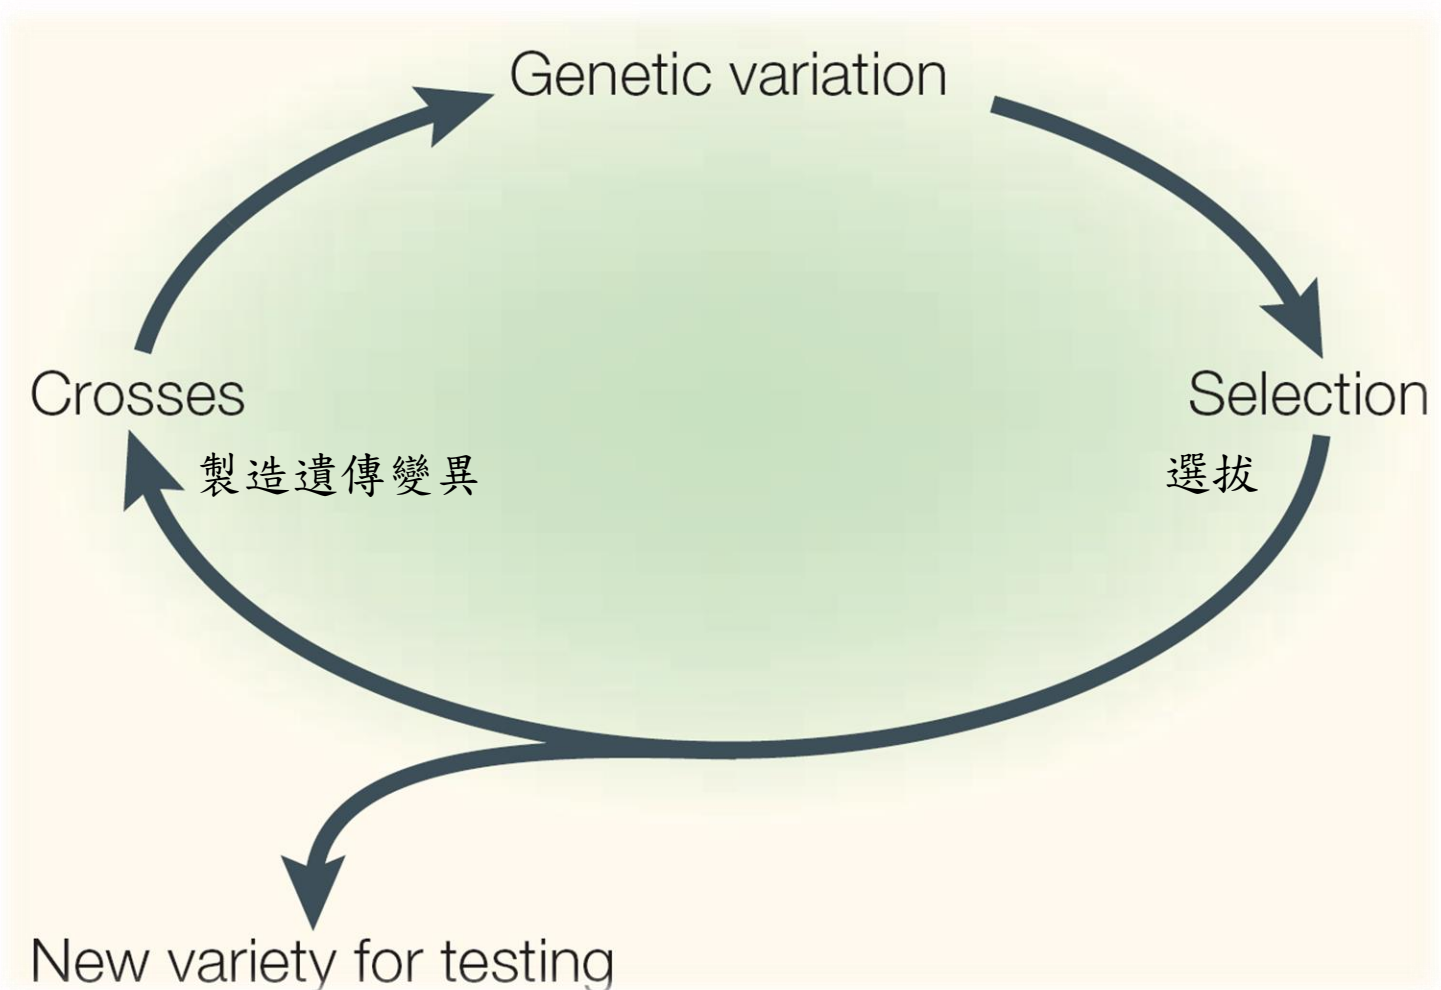 Genetic variation
Crosses
Selection
製造遺傳變異
選拔
New variety for testing